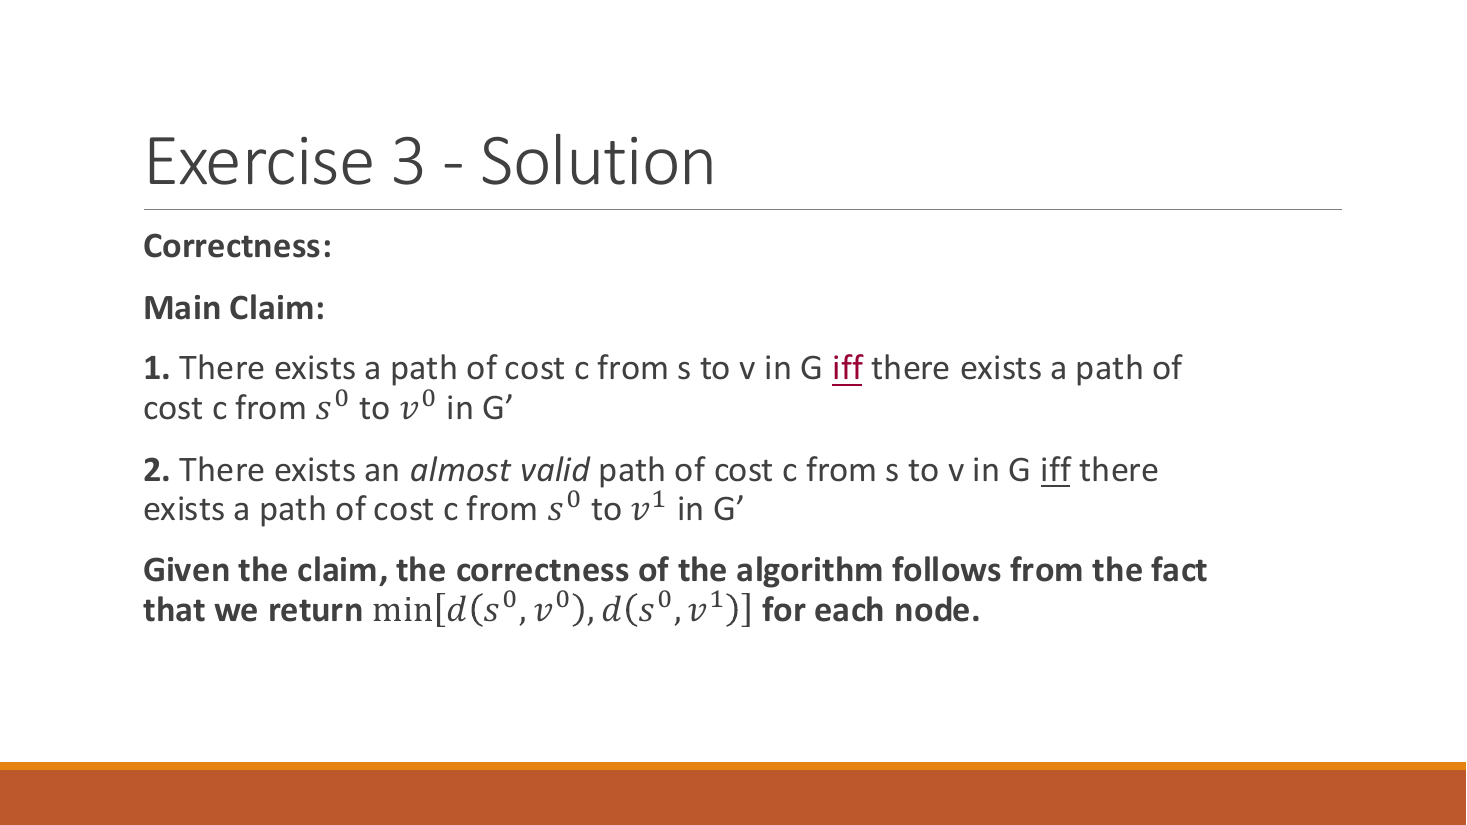 Exercise 3 - Solution
Correctness:
Main Claim:
1. There exists a path of cost c from s to v in G iff there exists a path of
cost c from 𝑠⁰ to 𝑣⁰ in G’
2. There exists an almost valid path of cost c from s to v in G iff there
exists a path of cost c from 𝑠⁰ to 𝑣¹ in G’
Given the claim, the correctness of the algorithm follows from the fact
that we return min[𝑑(𝑠⁰, 𝑣⁰), 𝑑(𝑠⁰, 𝑣¹)] for each node.